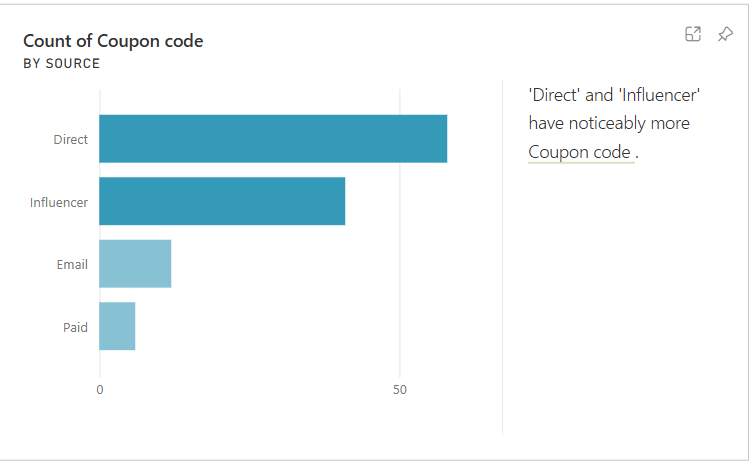 Count of Coupon code
BY SOURCE
'Direct' and 'Influencer'
have noticeably more
Coupon code .
Direct
Influencer
Email
Paid
0
50